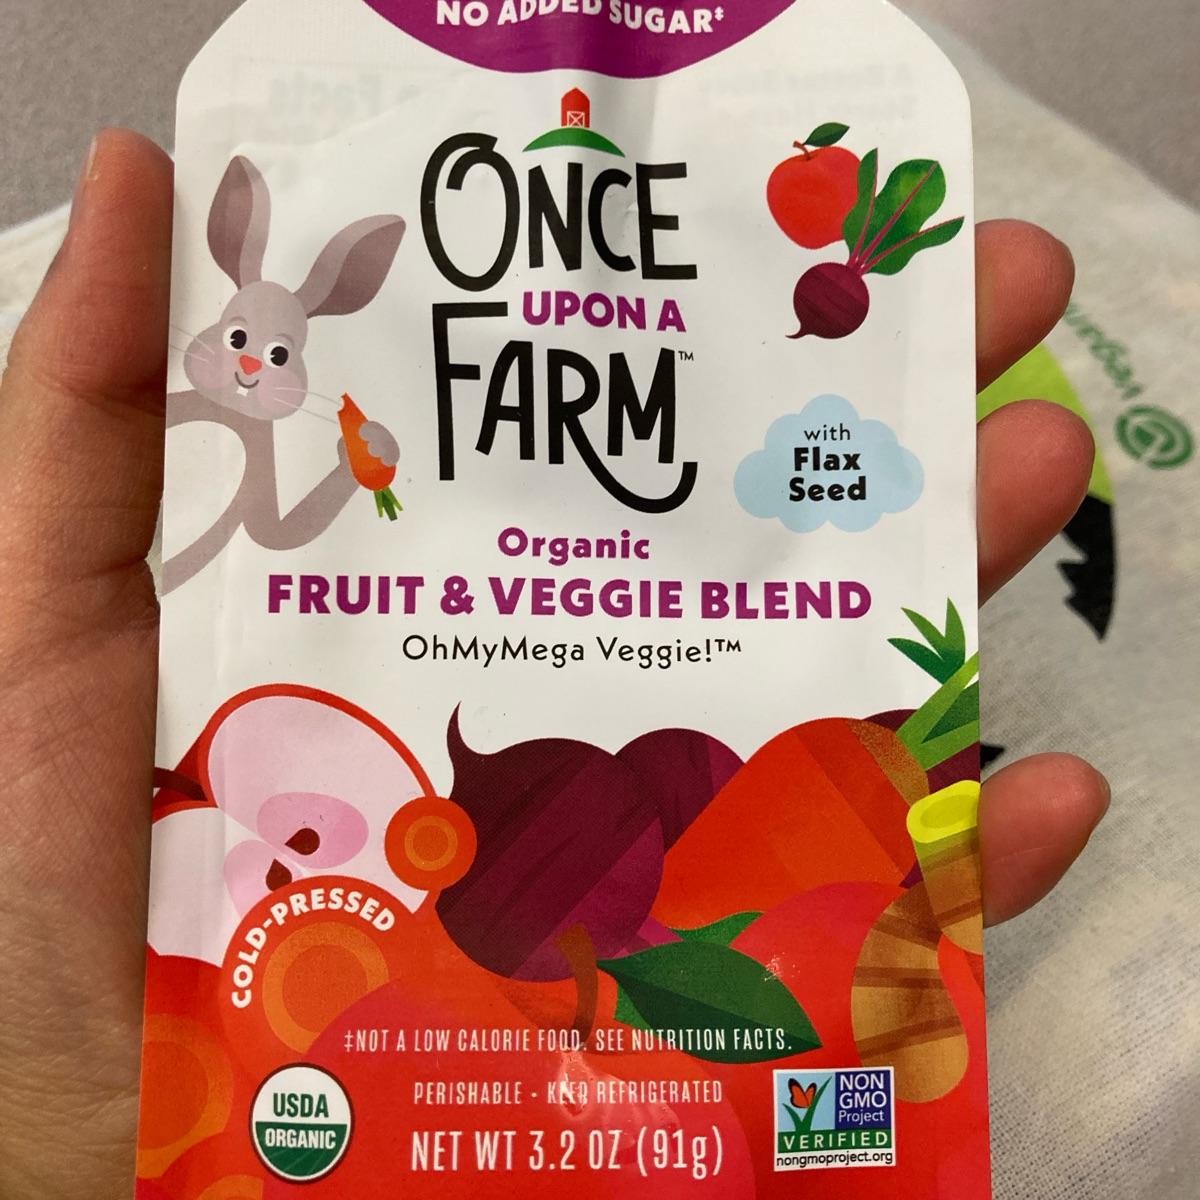 NO ADDED SUGAR‡
ONCE
UPON A
FARM™
with
Flax
Seed
Organic
FRUIT & VEGGIE BLEND
OhMyMega Veggie!™
COLD-PRESSED
‡NOT A LOW CALORIE FOOD. SEE NUTRITION FACTS.
PERISHABLE • KEEP REFRIGERATED
NET WT 3.2 OZ (91g)
USDA
ORGANIC
NON
GMO
Project
VERIFIED
nongmoproject.org